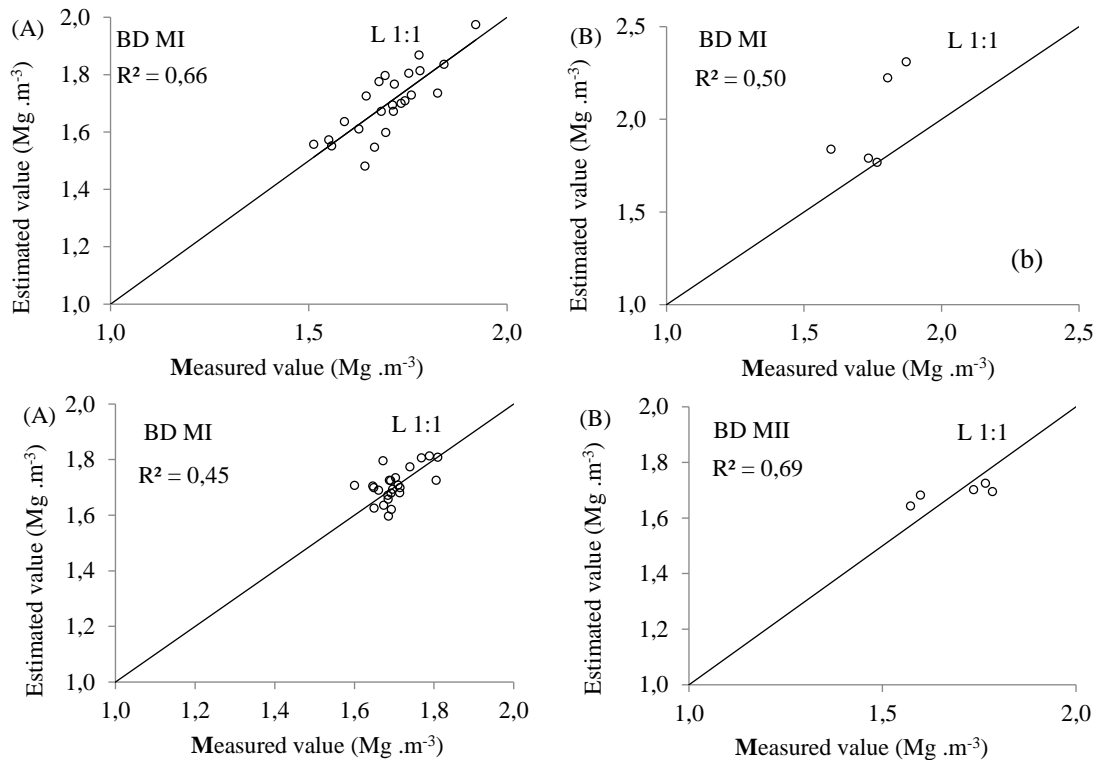 (A)
BD MI
R² = 0,66
L 1:1
Estimated value (Mg .m⁻³)
2,0
1,8
1,6
1,4
1,2
1,0
1,0 1,5 2,0
Measured value (Mg .m⁻³)
(B)
BD MI
R² = 0,50
L 1:1
(b)
Estimated value (Mg .m⁻³)
2,5
2,0
1,5
1,0
1,0 1,5 2,0 2,5
Measured value (Mg .m⁻³)
(A)
BD MI
R² = 0,45
L 1:1
Estimated value (Mg .m⁻³)
2,0
1,8
1,6
1,4
1,2
1,0
1,0 1,2 1,4 1,6 1,8 2,0
Measured value (Mg .m⁻³)
(B)
BD MII
R² = 0,69
L 1:1
Estimated value (Mg .m⁻³)
2,0
1,8
1,6
1,4
1,2
1,0
1,0 1,5 2,0
Measured value (Mg .m⁻³)